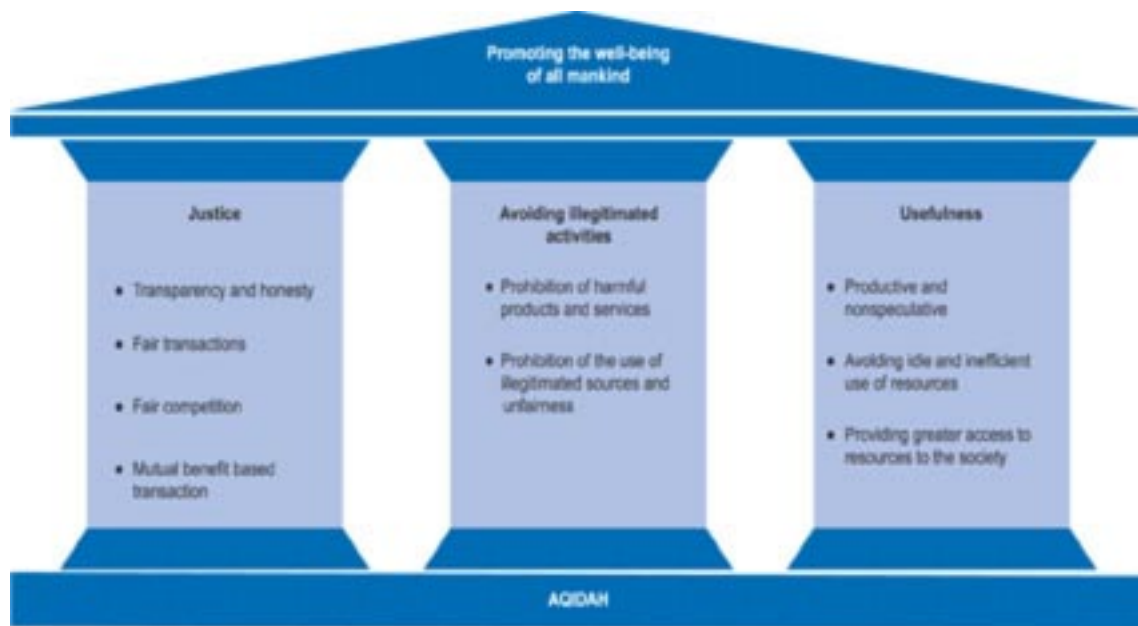 Promoting the well-being
of all mankind
Justice
• Transparency and honesty
• Fair transactions
• Fair competition
• Mutual benefit based
transaction
Avoiding illegitimated
activities
• Prohibition of harmful
products and services
• Prohibition of the use of
illegitimated sources and
unfairness
Usefulness
• Productive and
nonspeculative
• Avoiding idle and inefficient
use of resources
• Providing greater access to
resources to the society
AQIDAH